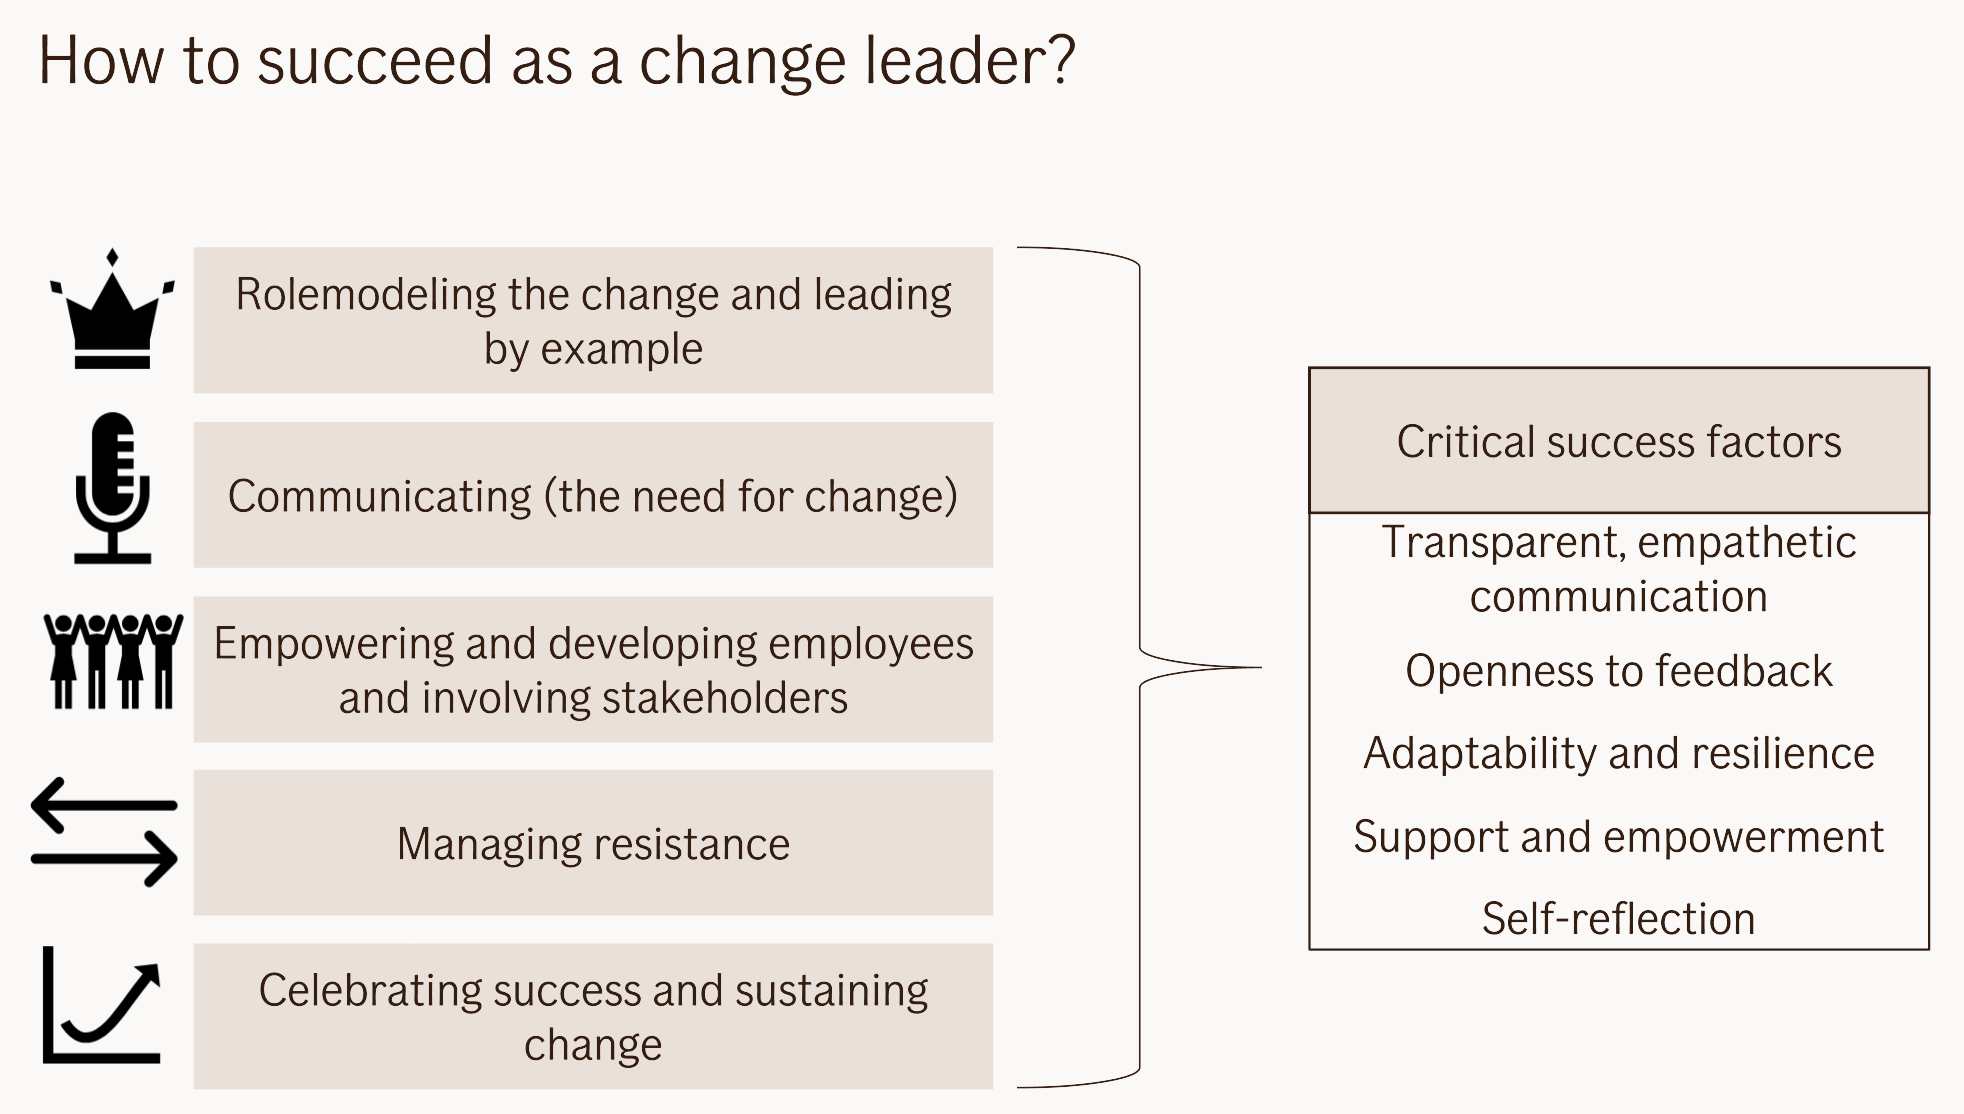 How to succeed as a change leader?
Rolemodeling the change and leading
by example
Communicating (the need for change)
Empowering and developing employees
and involving stakeholders
Managing resistance
Celebrating success and sustaining
change
Critical success factors
Transparent, empathetic
communication
Openness to feedback
Adaptability and resilience
Support and empowerment
Self-reflection